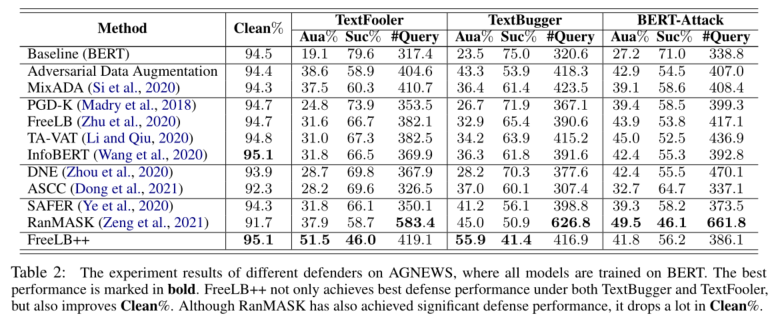 Method Clean% TextFooler TextBugger BERT-Attack
Aua% Suc% #Query Aua% Suc% #Query Aua% Suc% #Query
Baseline (BERT) 94.5 19.1 79.6 317.4 23.5 75.0 320.6 27.2 71.0 338.8
Adversarial Data Augmentation 94.4 38.6 58.9 404.6 43.3 53.9 418.3 42.9 54.5 407.0
MixADA (Si et al., 2020) 94.3 37.5 60.3 410.7 36.4 61.4 423.5 39.1 58.6 408.4
PGD-K (Madry et al., 2018) 94.7 24.8 73.9 353.5 26.7 71.9 367.1 39.4 58.5 399.3
FreeLB (Zhu et al., 2020) 94.7 31.6 66.7 382.1 32.9 65.4 390.6 43.9 53.8 417.1
TA-VAT (Li and Qiu, 2020) 94.8 31.0 67.3 382.5 34.2 63.9 415.2 45.0 52.5 436.9
InfoBERT (Wang et al., 2020) 95.1 31.8 66.5 369.9 36.3 61.8 391.6 42.4 55.3 392.8
DNE (Zhou et al., 2020) 93.9 28.7 69.8 367.9 28.2 70.3 377.6 42.4 55.5 470.1
ASCC (Dong et al., 2021) 92.3 28.2 69.6 326.5 37.0 60.1 307.4 32.7 64.7 337.1
SAFER (Ye et al., 2020) 94.3 31.8 66.1 350.1 41.2 56.1 398.8 39.3 58.2 373.5
RanMASK (Zeng et al., 2021) 91.7 37.9 58.7 583.4 45.0 50.9 626.8 49.5 46.1 661.8
FreeLB++ 95.1 51.5 46.0 419.1 55.9 41.4 416.9 41.8 56.2 386.1
Table 2: The experiment results of different defenders on AGNEWS, where all models are trained on BERT. The best
performance is marked in bold. FreeLB++ not only achieves best defense performance under both TextBugger and TextFooler,
but also improves Clean%. Although RanMASK has also achieved significant defense performance, it drops a lot in Clean%.